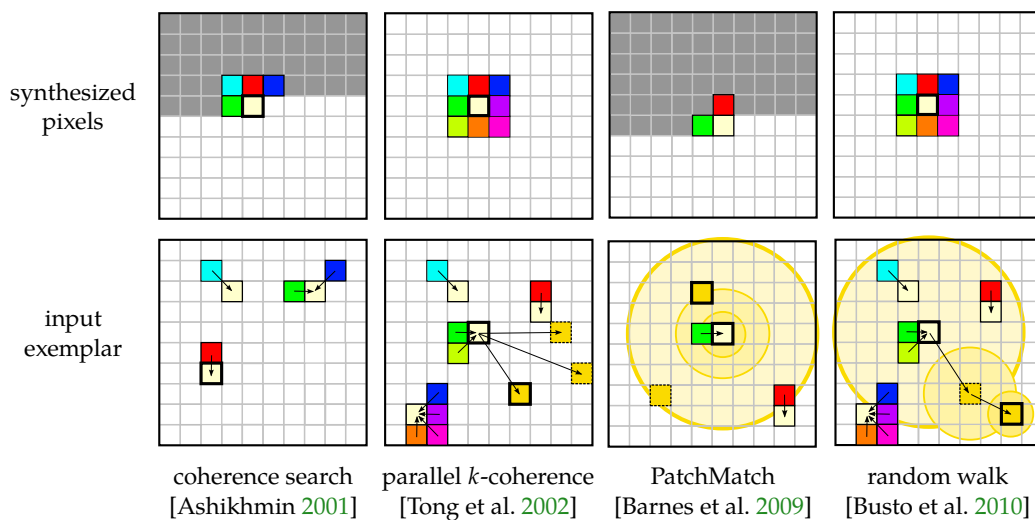 synthesized
pixels
input
exemplar
coherence search
[Ashikhmin 2001]
parallel k-coherence
[Tong et al. 2002]
PatchMatch
[Barnes et al. 2009]
random walk
[Busto et al. 2010]